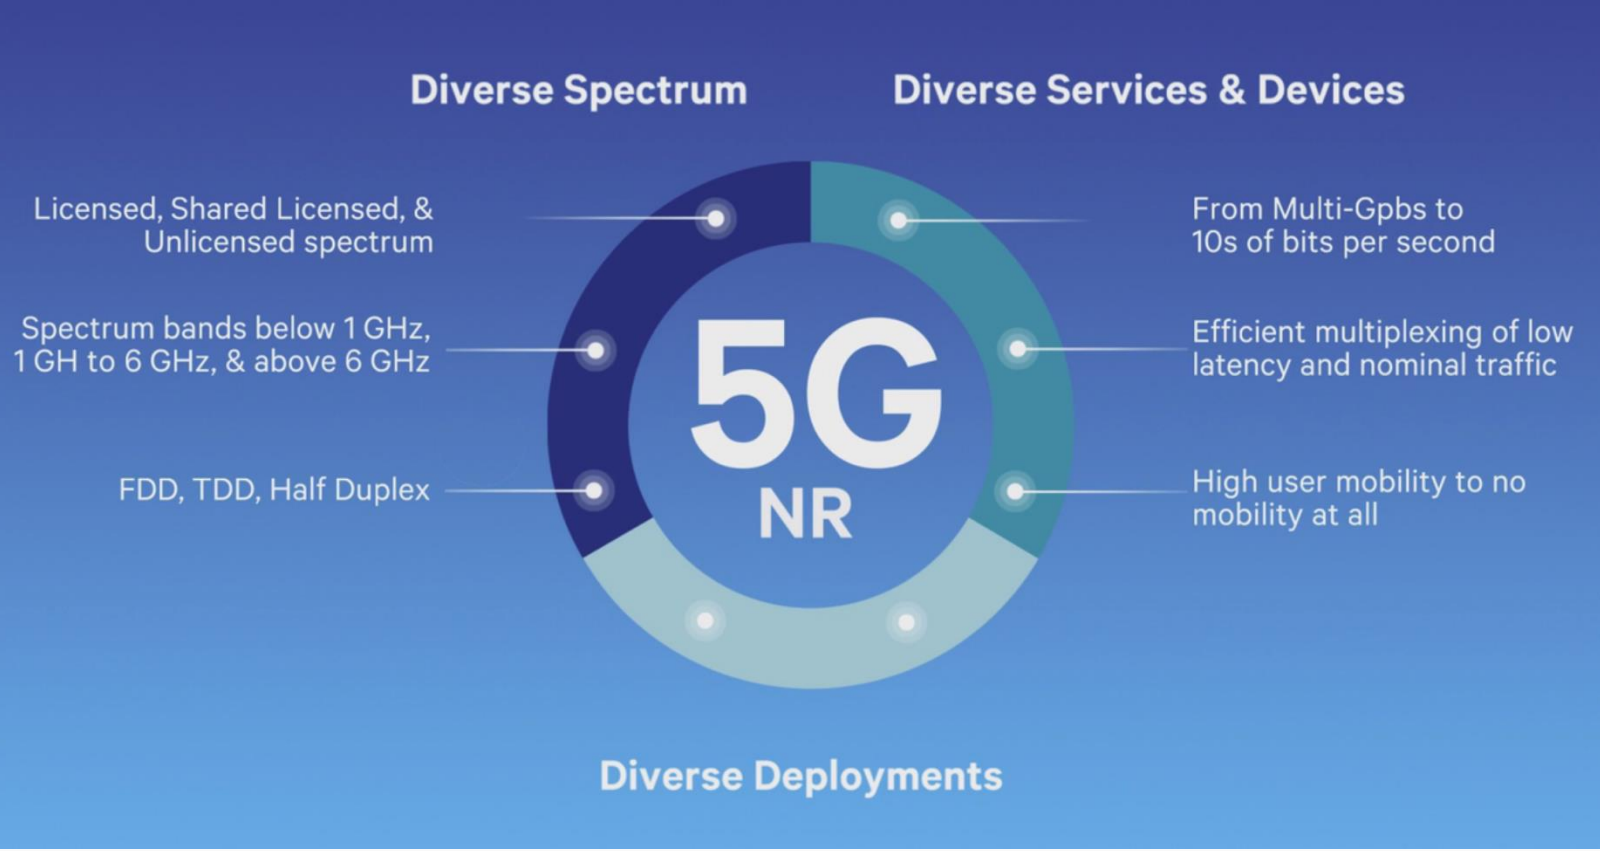 Diverse Spectrum
Licensed, Shared Licensed, &
Unlicensed spectrum
Spectrum bands below 1 GHz,
1 GH to 6 GHz, & above 6 GHz
FDD, TDD, Half Duplex
5G
NR
Diverse Services & Devices
From Multi-Gpbs to
10s of bits per second
Efficient multiplexing of low
latency and nominal traffic
High user mobility to no
mobility at all
Diverse Deployments